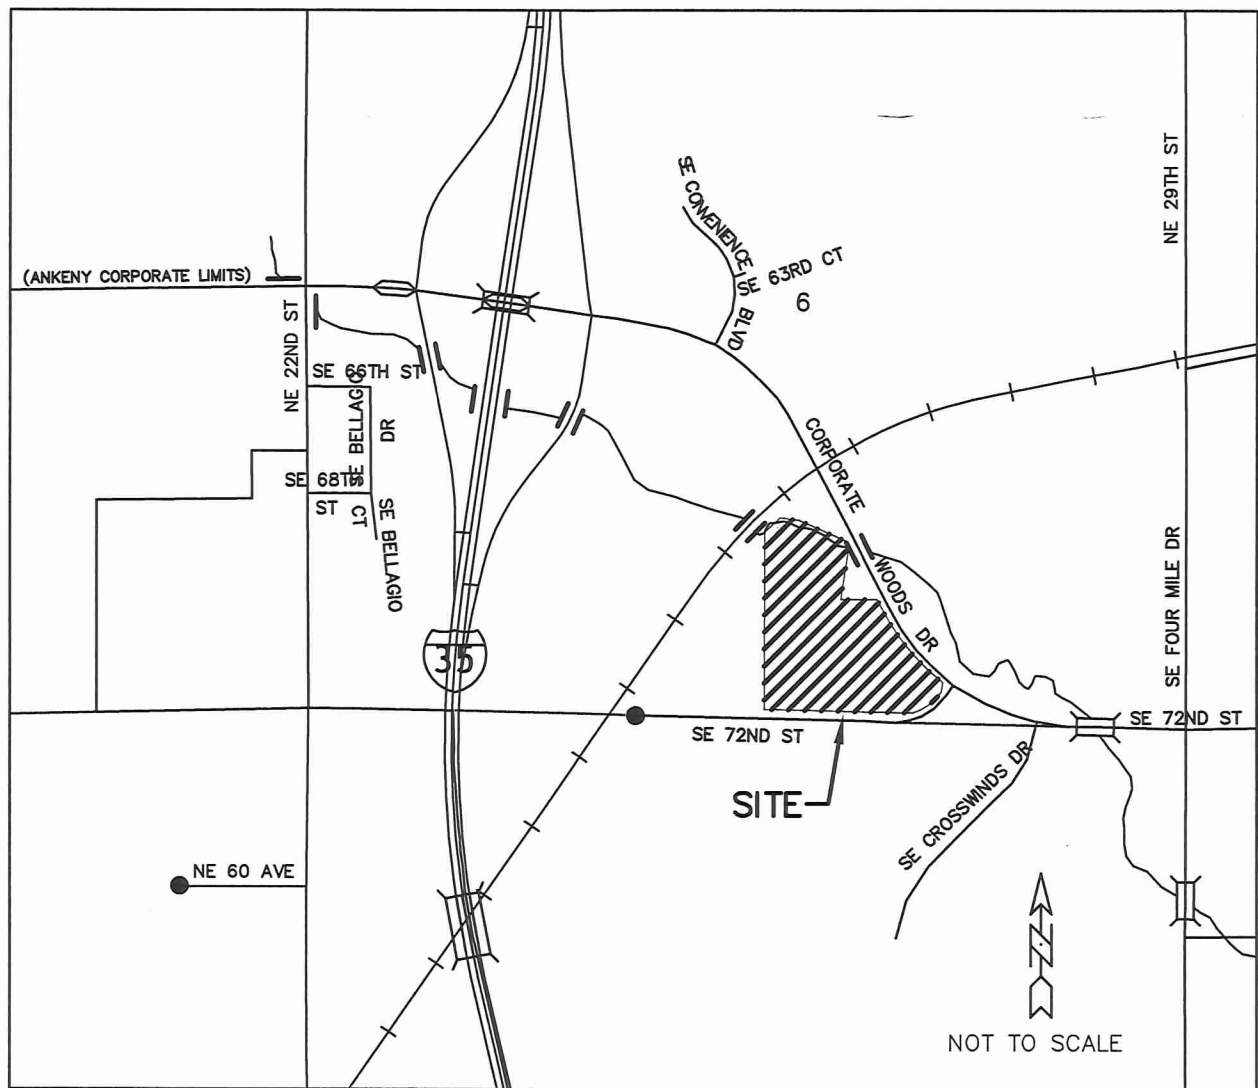 SE CONVENIENCE
BLVD
SE 63RD CT
6
NE 29TH ST
(ANKENY CORPORATE LIMITS)
NE 22ND ST
SE 66TH ST
SE BELLAGIO
DR
SE 68TH
ST
CT
SE BELLAGIO
CORPORATE
WOODS DR
35
SE FOUR MILE DR
SE 72ND ST
SE 72ND ST
SITE
SE CROSSWINDS DR
NE 60 AVE
N
NOT TO SCALE